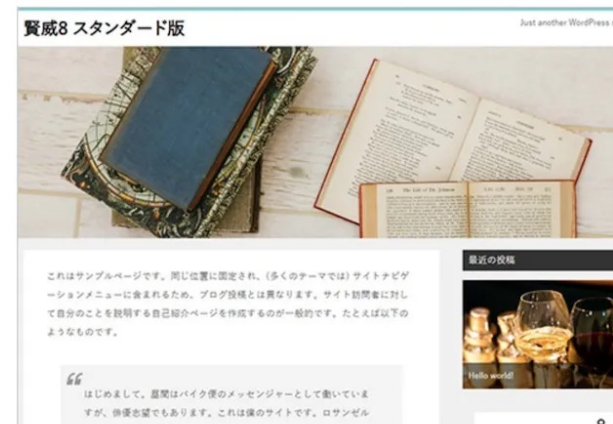 賢威8 スタンダード版
Just another WordPress
最近の投稿
これはサンプルページです。同じ位置に固定され、(多くのテーマでは) サイトナビゲ
ーションメニューに含まれるため、ブログ投稿とは異なります。サイト訪問者に対し
て自分のことを説明する自己紹介ページを作成するのが一般的です。たとえば以下の
ようなものです。
Hello world!
はじめまして。昼間はバイク便のメッセンジャーとして働いていま
すが、俳優志望でもあります。これは僕のサイトです。ロサンゼル